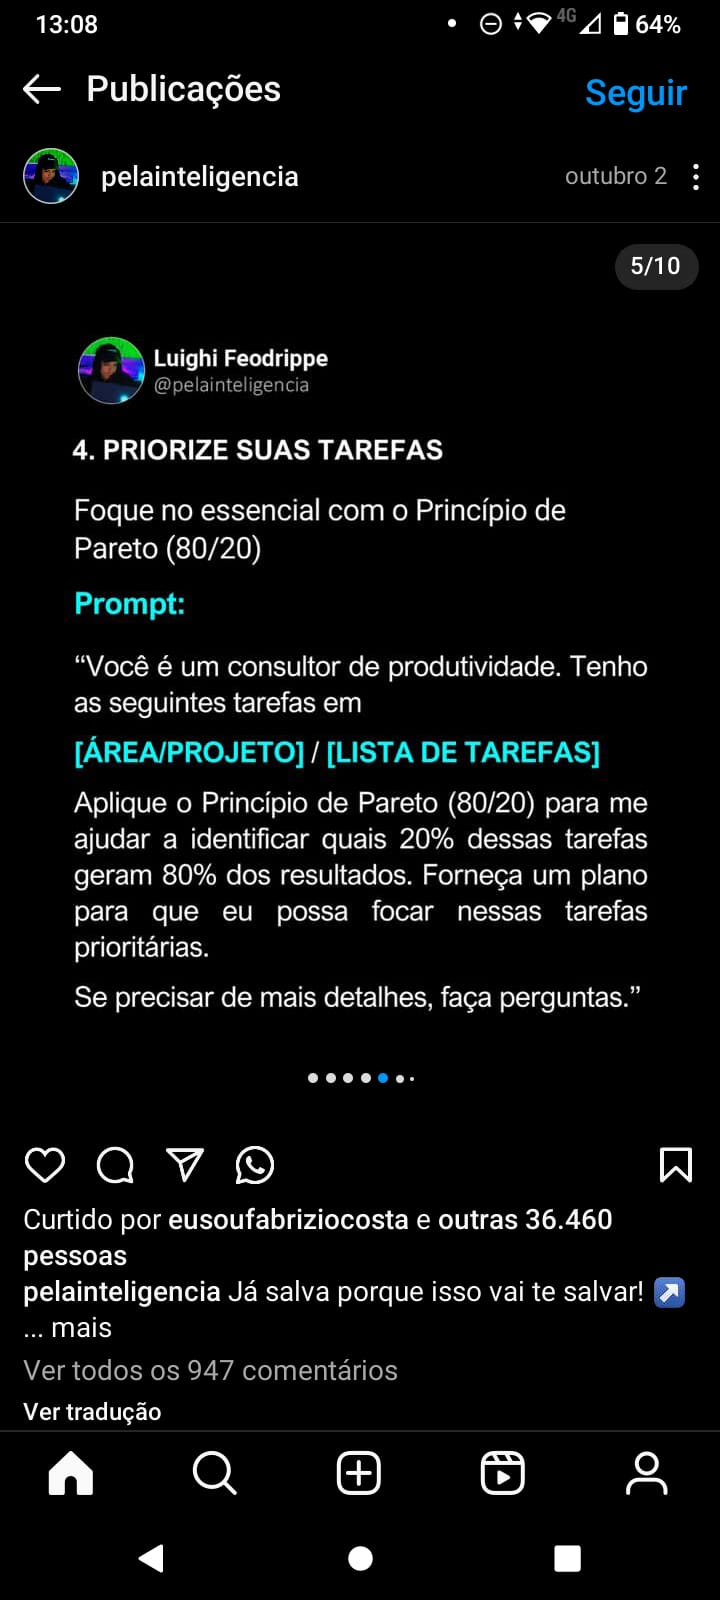 13:08
4G
64%
Publicações
Seguir
pelainteligencia
outubro 2
5/10
Luighi Feodrippe
@pelainteligencia
4. PRIORIZE SUAS TAREFAS
Foque no essencial com o Princípio de
Pareto (80/20)
Prompt:
“Você é um consultor de produtividade. Tenho
as seguintes tarefas em
[ÁREA/PROJETO] / [LISTA DE TAREFAS]
Aplique o Princípio de Pareto (80/20) para me
ajudar a identificar quais 20% dessas tarefas
geram 80% dos resultados. Forneça um plano
para que eu possa focar nessas tarefas
prioritárias.
Se precisar de mais detalhes, faça perguntas.”
Curtido por eusoufabriziocosta e outras 36.460
pessoas
pelainteligencia Já salva porque isso vai te salvar! ↗️
... mais
Ver todos os 947 comentários
Ver tradução